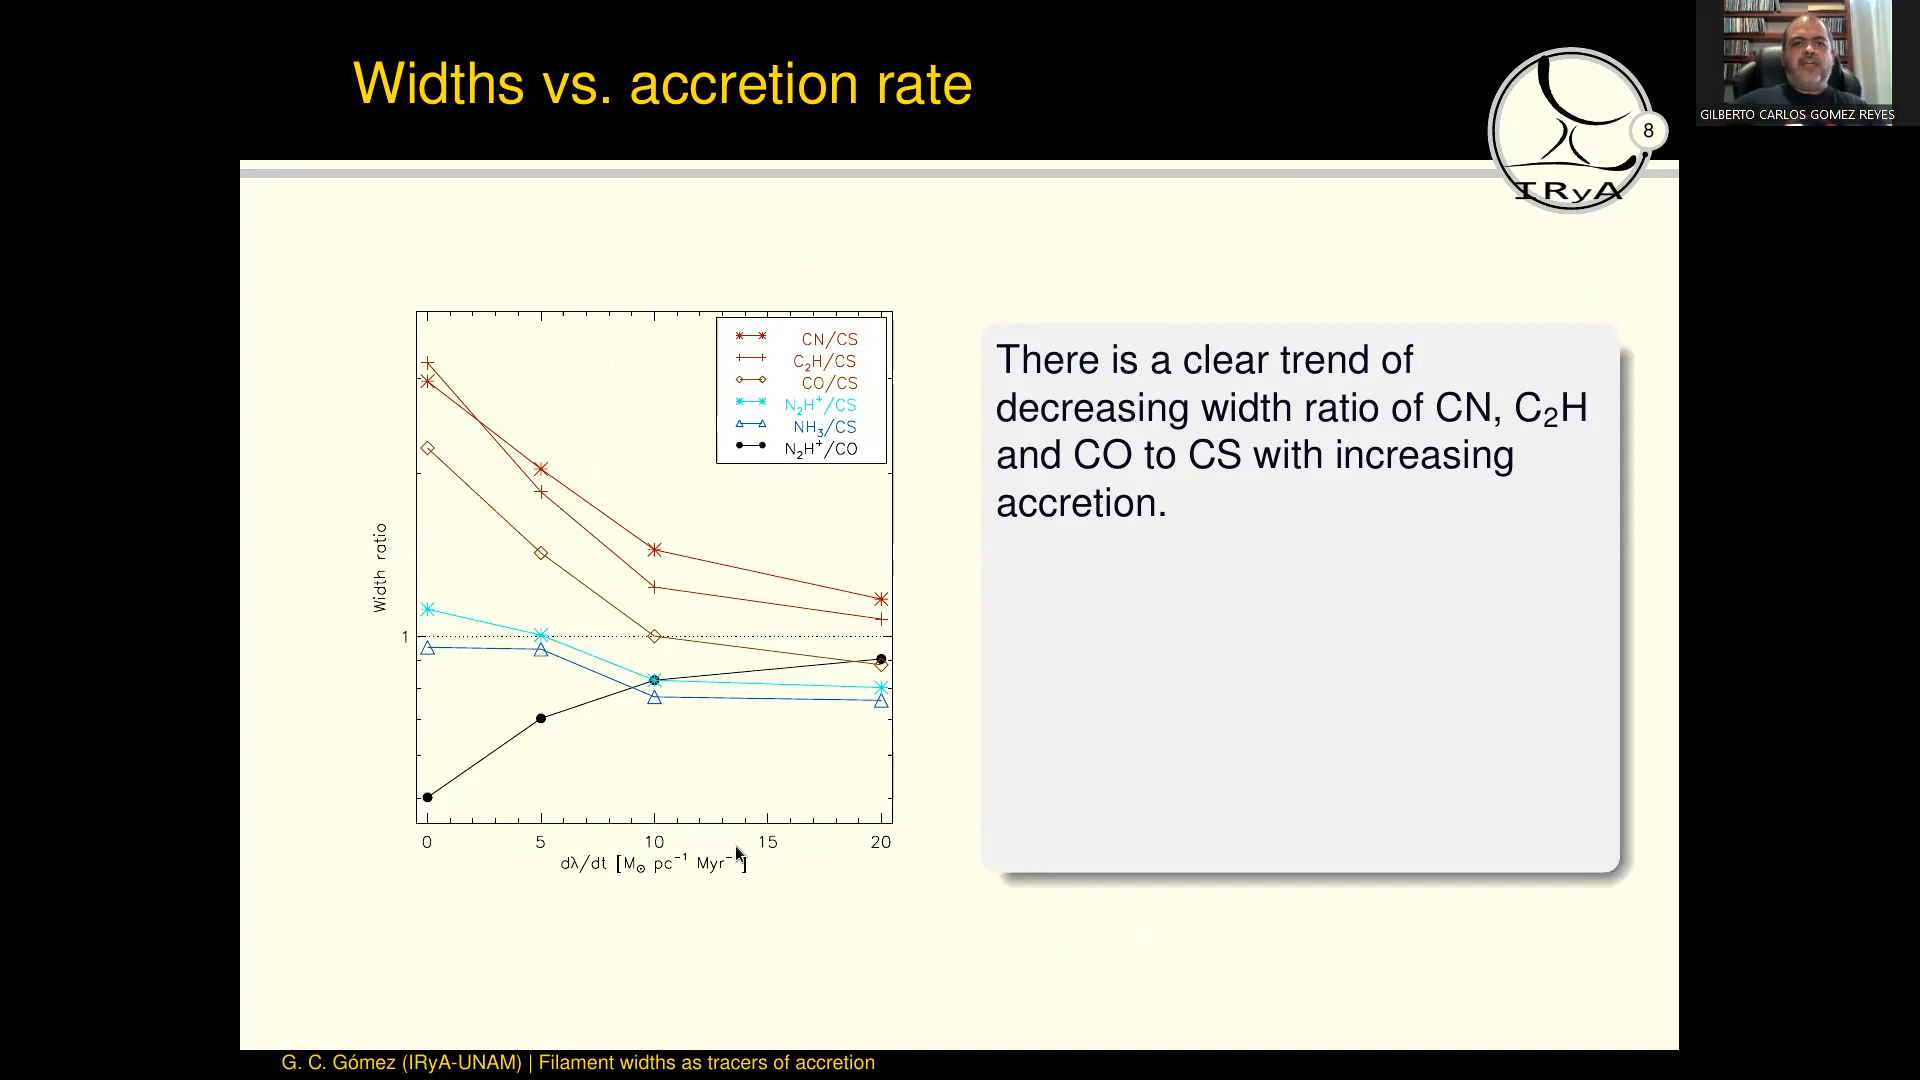 Widths vs. accretion rate
GILBERTO CARLOS GOMEZ REYES
8
IRyA
CN/CS
C₂H/CS
CO/CS
N₂H⁺/CS
NH₃/CS
N₂H⁺/CO
Width ratio
1
0 5 10 15 20
dλ/dt [M⊙ pc⁻¹ Myr⁻ ]
There is a clear trend of
decreasing width ratio of CN, C₂H
and CO to CS with increasing
accretion.
G. C. Gómez (IRyA-UNAM) | Filament widths as tracers of accretion